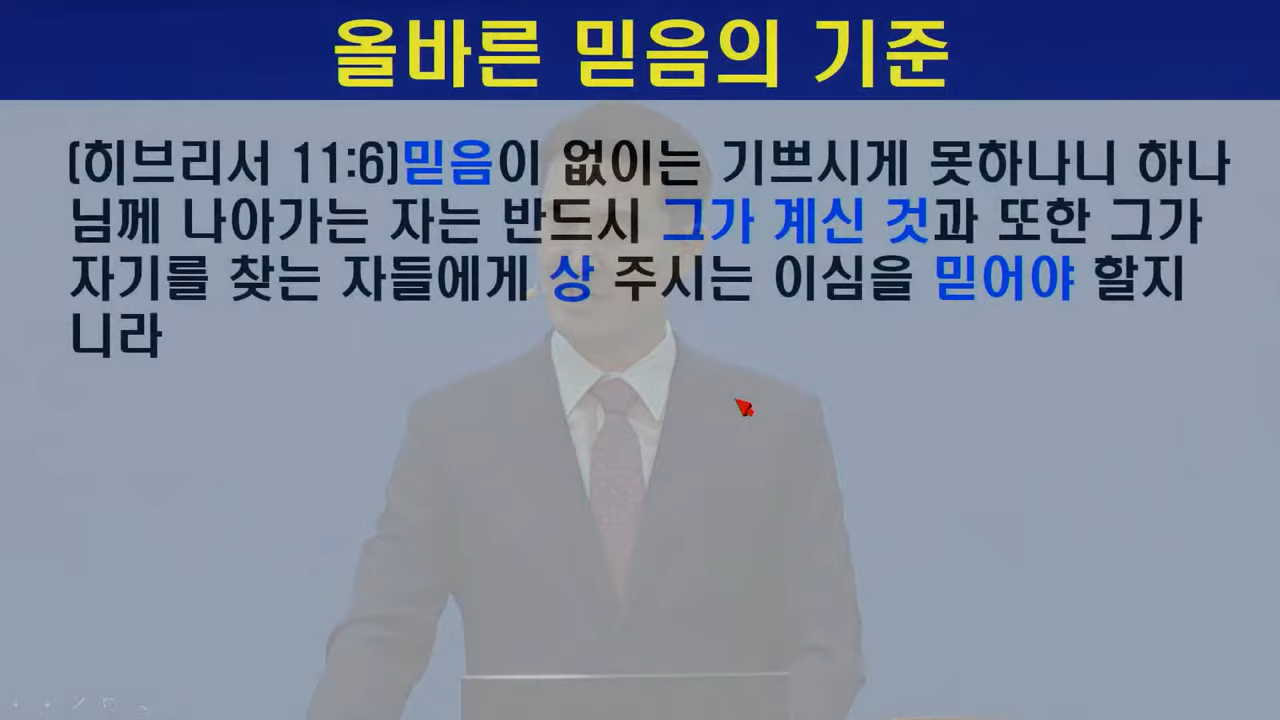 올바른 믿음의 기준
(히브리서 11:6)믿음이 없이는 기쁘시게 못하나니 하나
님께 나아가는 자는 반드시 그가 계신 것과 또한 그가
자기를 찾는 자들에게 상 주시는 이심을 믿어야 할지
니라